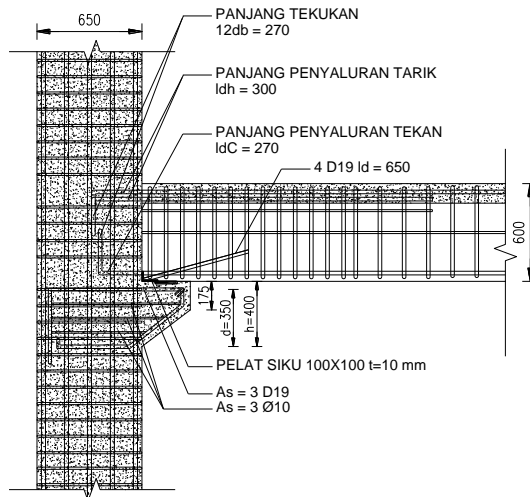 650
PANJANG TEKUKAN
12db = 270
PANJANG PENYALURAN TARIK
ldh = 300
PANJANG PENYALURAN TEKAN
ldC = 270
4 D19 ld = 650
600
175
d=350
h=400
PELAT SIKU 100X100 t=10 mm
As = 3 D19
As = 3 Ø10